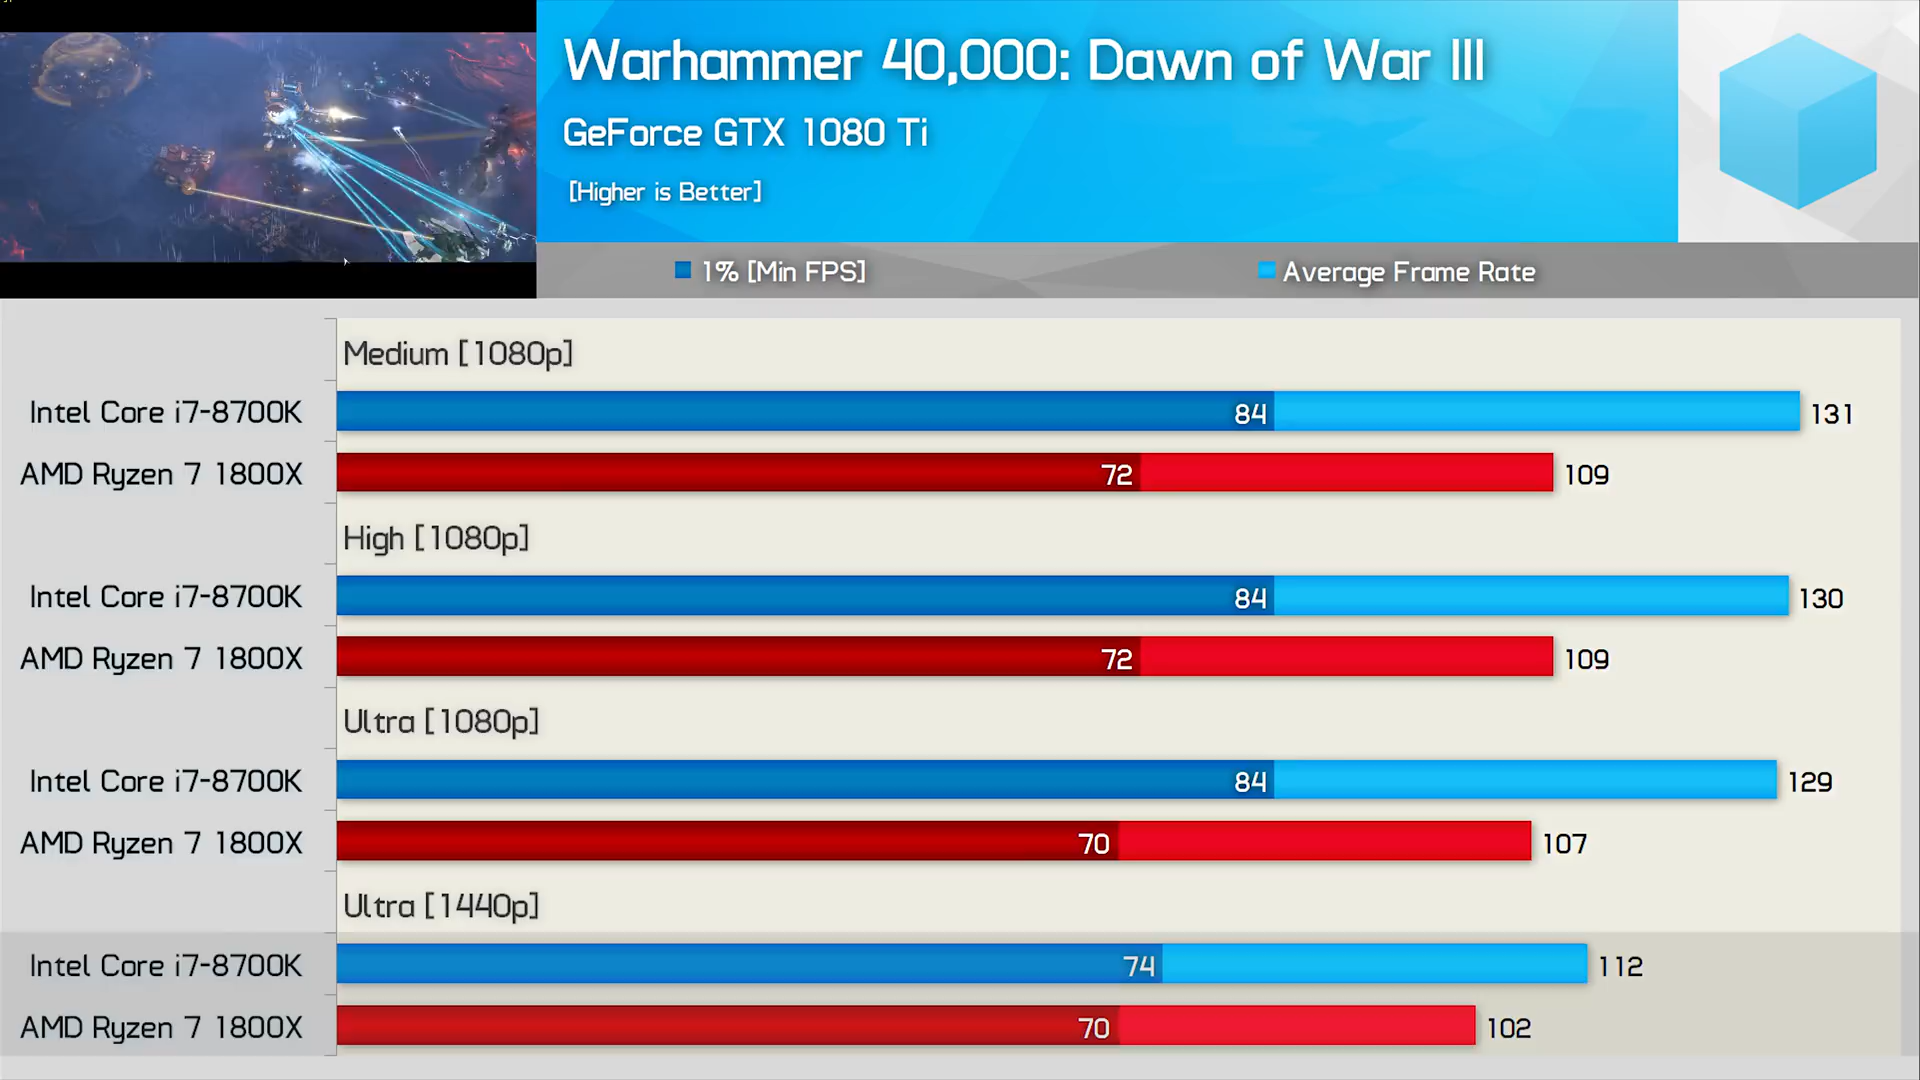 Warhammer 40,000: Dawn of War III
GeForce GTX 1080 Ti
[Higher is Better]
1% [Min FPS]
Average Frame Rate
Medium [1080p]
Intel Core i7-8700K 84 131
AMD Ryzen 7 1800X 72 109
High [1080p]
Intel Core i7-8700K 84 130
AMD Ryzen 7 1800X 72 109
Ultra [1080p]
Intel Core i7-8700K 84 129
AMD Ryzen 7 1800X 70 107
Ultra [1440p]
Intel Core i7-8700K 74 112
AMD Ryzen 7 1800X 70 102